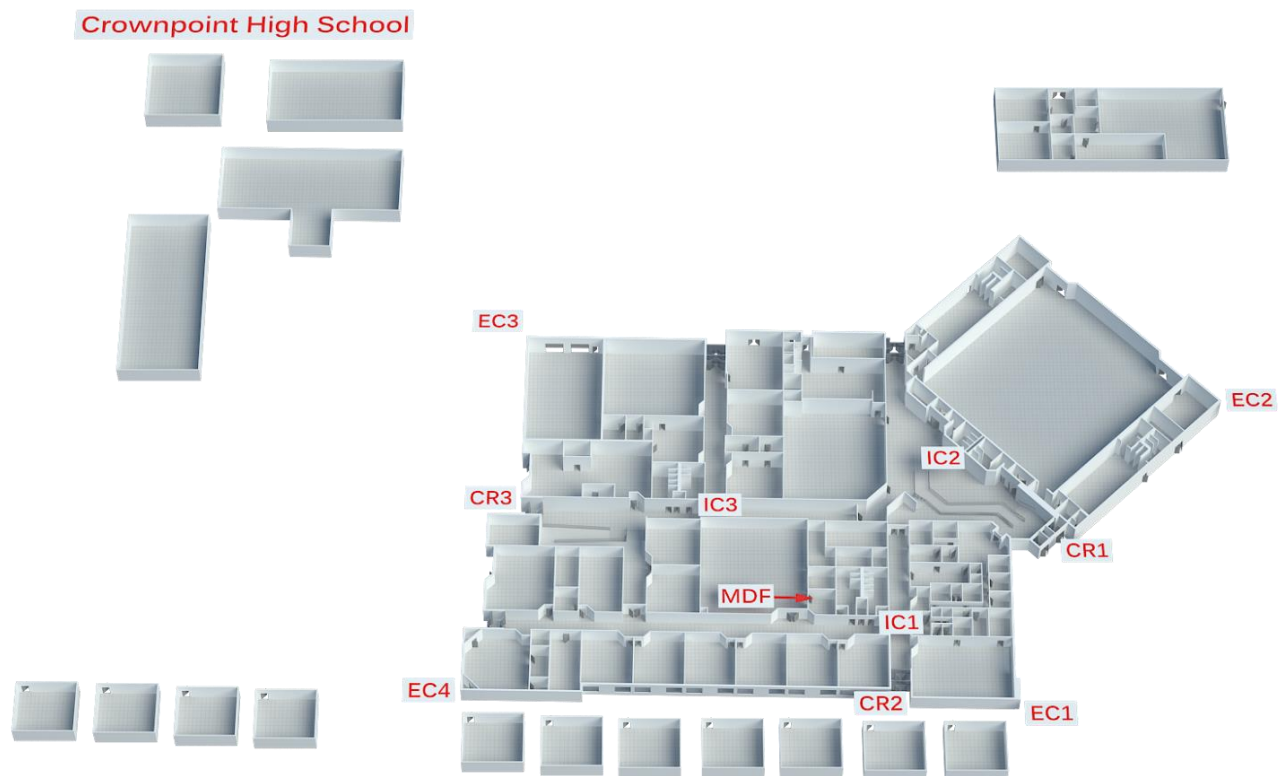 Crownpoint High School
EC3
EC2
IC2
CR3
IC3
CR1
MDF
IC1
EC4
CR2
EC1